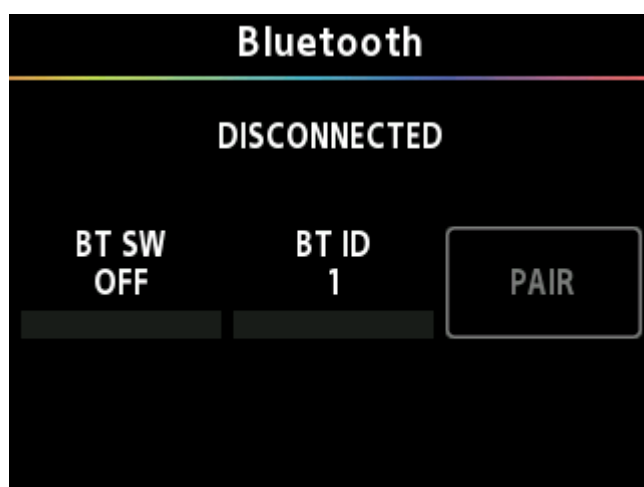 Bluetooth
DISCONNECTED
BT SW
OFF
BT ID
1
PAIR